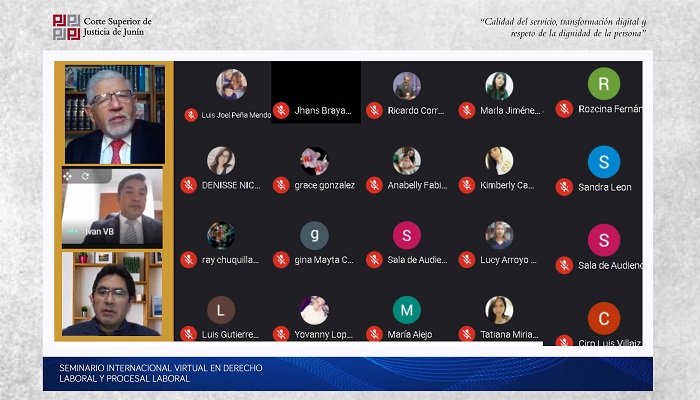 Corte Superior de
Justicia de Junín
“Calidad del servicio, transformación digital y
respeto de la dignidad de la persona”
Luis Joel Peña Mendo
Jhans Braya...
Ricardo Corr...
Marla Jiméne...
Rozeina Fernán
DENISSE NIC...
grace gonzalez
Anabelly Fabi...
Kimberly Ca...
S
Sandra Leon
R
Ivan VB
ray chuquilla...
g
gina Mayta C...
S
Sala de Audie...
Lucy Arroyo ...
S
Sala de Audienc
L
Luis Gutierre...
Yovanny Lop...
M
María Alejo
Tatiana Miria...
C
Ciro Luis Villaiz
SEMINARIO INTERNACIONAL VIRTUAL EN DERECHO
LABORAL Y PROCESAL LABORAL